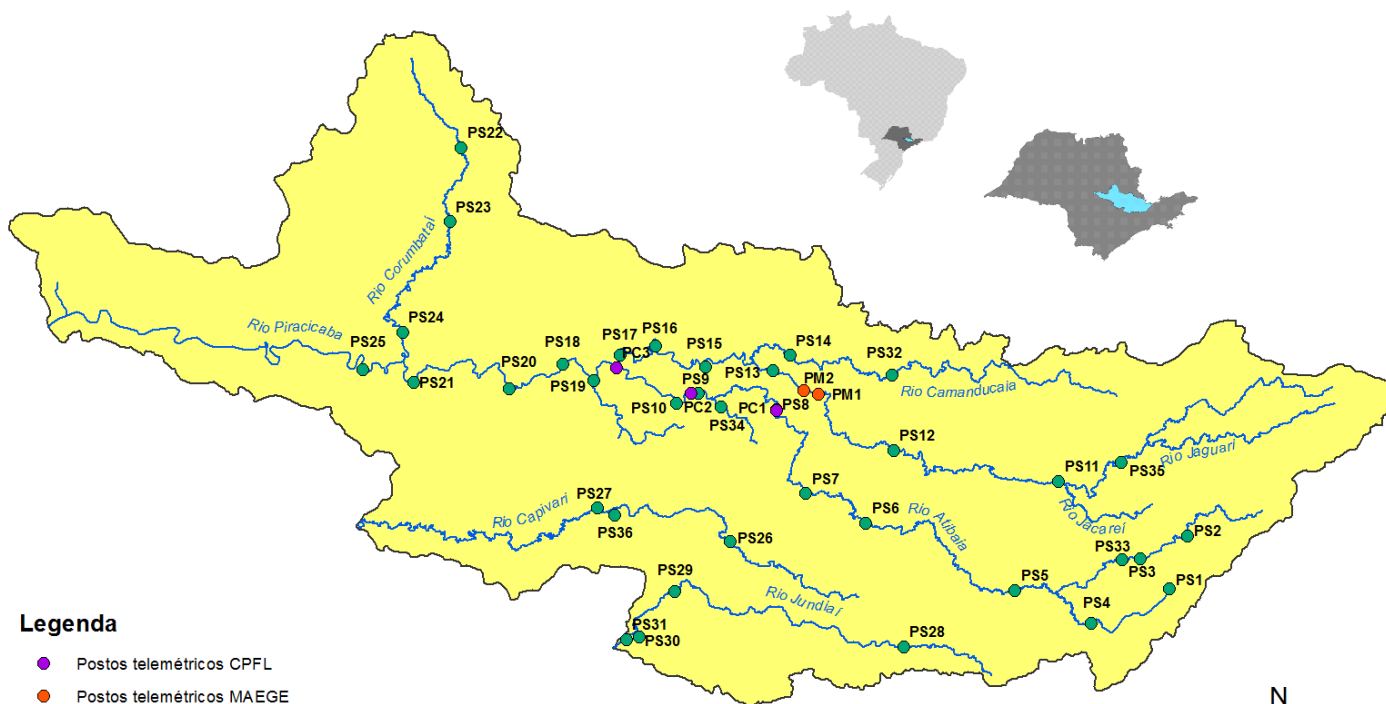 PS22
PS23
Rio Corumbataí
PS24
Rio Piracicaba
PS25
PS21
PS20
PS18
PS19
PS17
PC3
PS16
PS15
PS14
PS13
PS32
Rio Camanducaia
PM2
PM1
PS9
PS10
PC2
PS34
PC1
PS8
PS12
PS11
PS35
Rio Jaguari
Rio Jacareí
PS7
PS6
Rio Atibaia
PS27
Rio Capivari
PS36
PS26
PS33
PS3
PS2
PS1
PS5
PS4
PS29
Rio Jundiaí
PS31
PS30
PS28
Legenda
Postos telemétricos CPFL
Postos telemétricos MAEGE
N